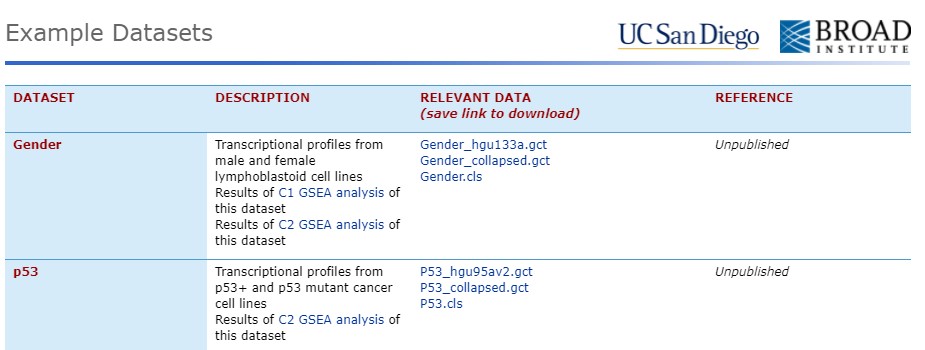 Example Datasets
UC San Diego
BROAD
INSTITUTE
DATASET
DESCRIPTION
RELEVANT DATA
(save link to download)
REFERENCE
Gender
Transcriptional profiles from
male and female
lymphoblastoid cell lines
Results of C1 GSEA analysis of
this dataset
Results of C2 GSEA analysis of
this dataset
Gender_hgu133a.gct
Gender_collapsed.gct
Gender.cls
Unpublished
p53
Transcriptional profiles from
p53+ and p53 mutant cancer
cell lines
Results of C2 GSEA analysis of
this dataset
P53_hgu95av2.gct
P53_collapsed.gct
P53.cls
Unpublished